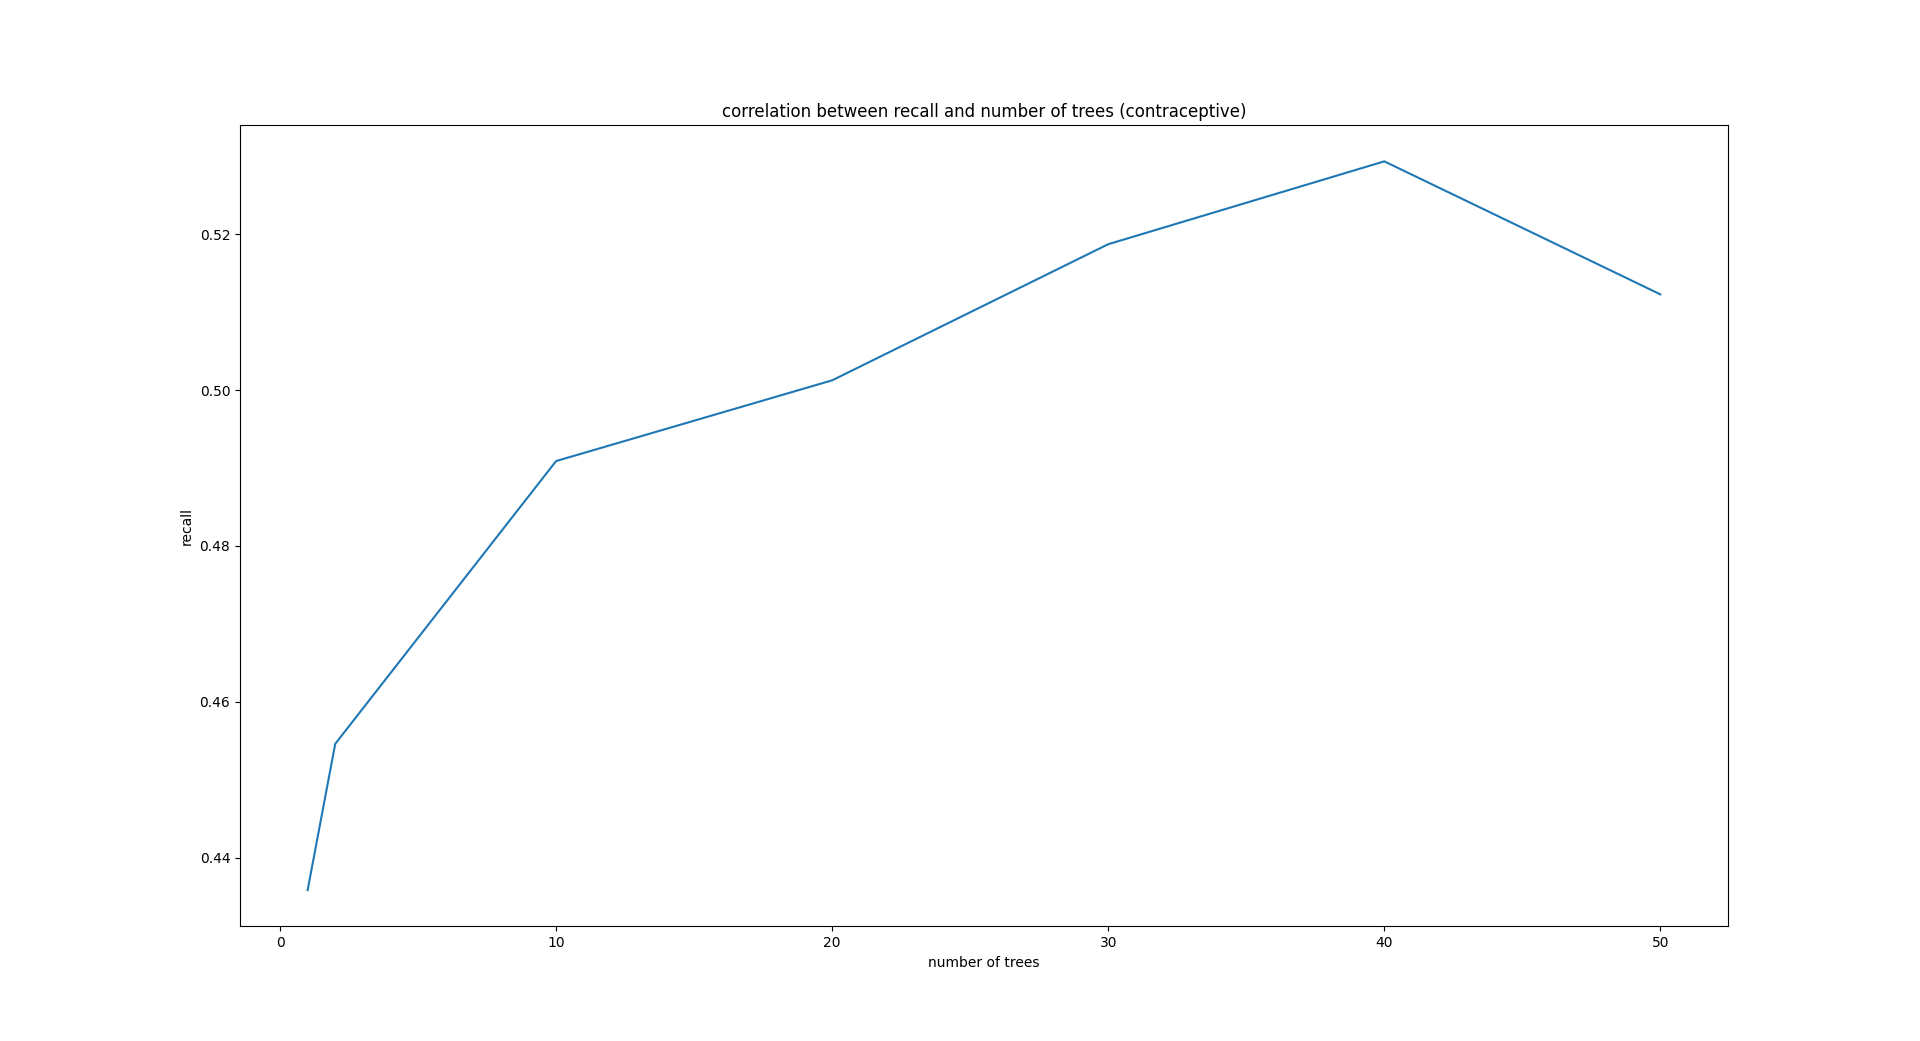 correlation between recall and number of trees (contraceptive)
recall
0.52
0.50
0.48
0.46
0.44
0 10 20 30 40 50
number of trees